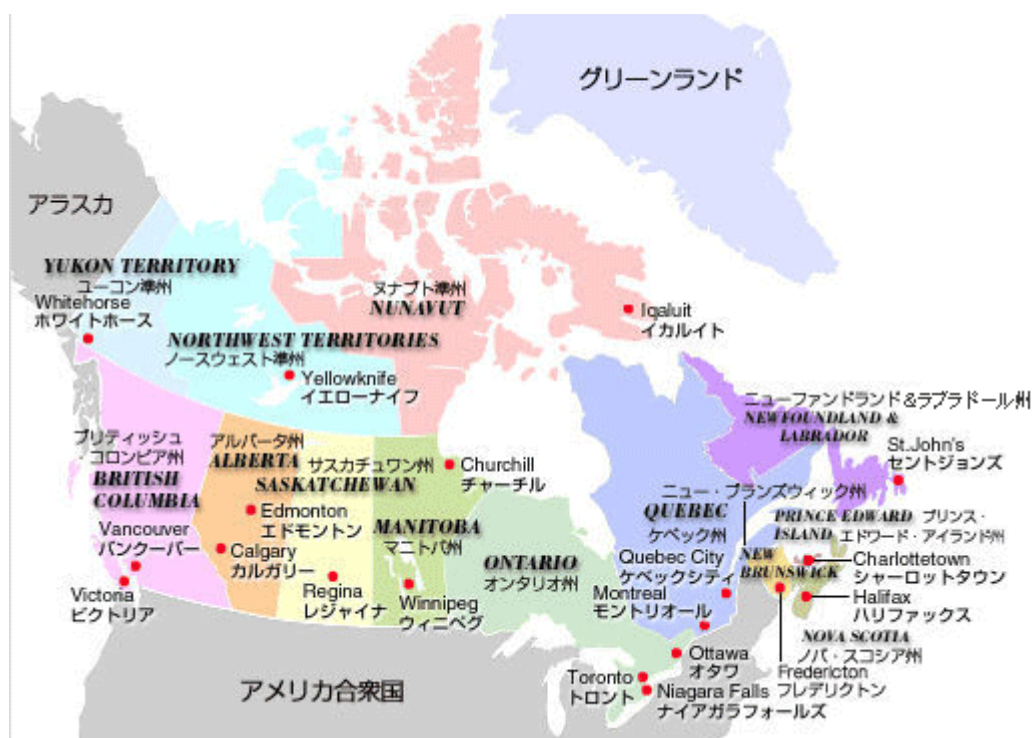 グリーンランド
アラスカ
YUKON TERRITORY
ユーコン準州
Whitehorse
ホワイトホース
ヌナブト準州
NUNAVUT
Iqaluit
イカルイト
NORTHWEST TERRITORIES
ノースウェスト準州
Yellowknife
イエローナイフ
ニューファンドランド&ラブラドール州
NEWFOUNDLAND &
LABRADOR
St.John's
セントジョンズ
ブリティッシュ
コロンビア州
BRITISH
COLUMBIA
アルバータ州
ALBERTA
サスカチュワン州
SASKATCHEWAN
Churchill
チャーチル
Edmonton
エドモントン
MANITOBA
マニトバ州
ニュー・ブランズウィック州
QUEBEC
ケベック州
PRINCE EDWARD
ISLAND
プリンス・
エドワード・アイランド州
Vancouver
バンクーバー
Calgary
カルガリー
ONTARIO
オンタリオ州
Quebec City
ケベックシティ
NEW
BRUNSWICK
Charlottetown
シャーロットタウン
Victoria
ビクトリア
Regina
レジャイナ
Winnipeg
ウィニペグ
Montreal
モントリオール
Halifax
ハリファックス
NOVA SCOTIA
ノバ・スコシア州
Ottawa
オタワ
Fredericton
フレデリクトン
Toronto
トロント
Niagara Falls
ナイアガラフォールズ
アメリカ合衆国